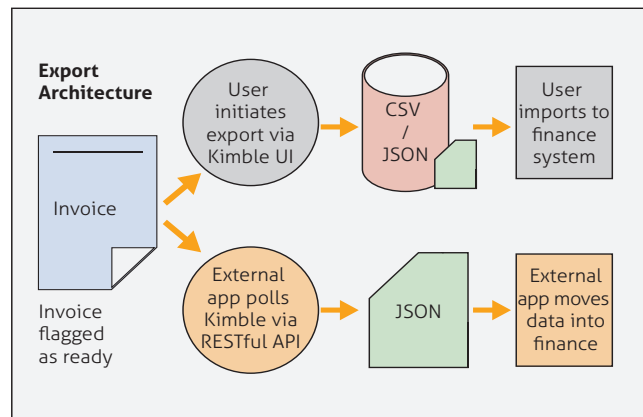 Export
Architecture
Invoice
Invoice
flagged
as ready
User
initiates
export via
Kimble UI
CSV
/
JSON
User
imports to
finance
system
External
app polls
Kimble via
RESTful API
JSON
External
app moves
data into
finance